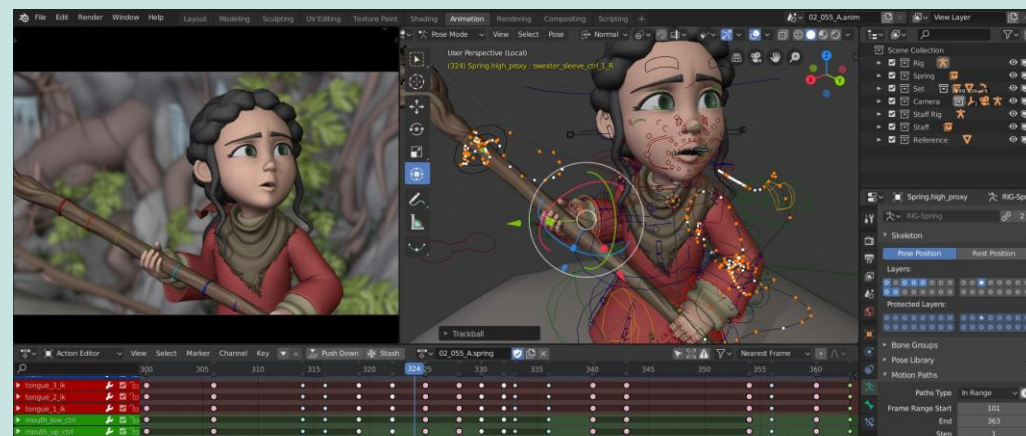 File Edit Render Window Help Layout Modeling Sculpting UV Editing Texture Paint Shading Animation Rendering Compositing Scripting + 02_055_A.anim View Layer
Pose Mode View Select Pose Normal
User Perspective (Local)
(324) Spring.high_proxy : sweater_sleeve_ctrl_1_R
Trackball
Scene Collection
Rig
Spring
Set
Camera
Staff Rig
Staff
Reference
Spring.high_proxy RIG-Sp
RIG-Spring 2
Skeleton
Pose Position Rest Position
Layers:
Protected Layers:
Bone Groups
Pose Library
Motion Paths
Paths Type In Range
Frame Range Start 101
End 363
Step 1
Action Editor View Select Marker Channel Key Push Down Stash 02_055_A.spring Nearest Frame
300 305 310 315 320 324 325 330 335 340 345 350 355 360
tongue_3_ik
tongue_2_ik
tongue_1_ik
mouth_low_ctrl
mouth_up_ctrl